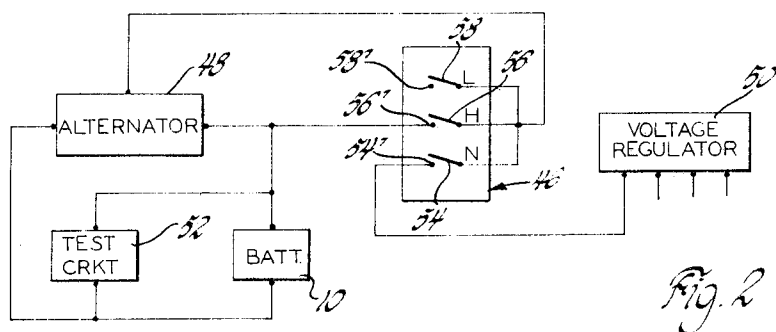 58
58'
L
56
48
50
ALTERNATOR
56'
H
VOLTAGE
REGULATOR
54'
N
46
54
TEST
CRKT
52
BATT.
10
Fig. 2